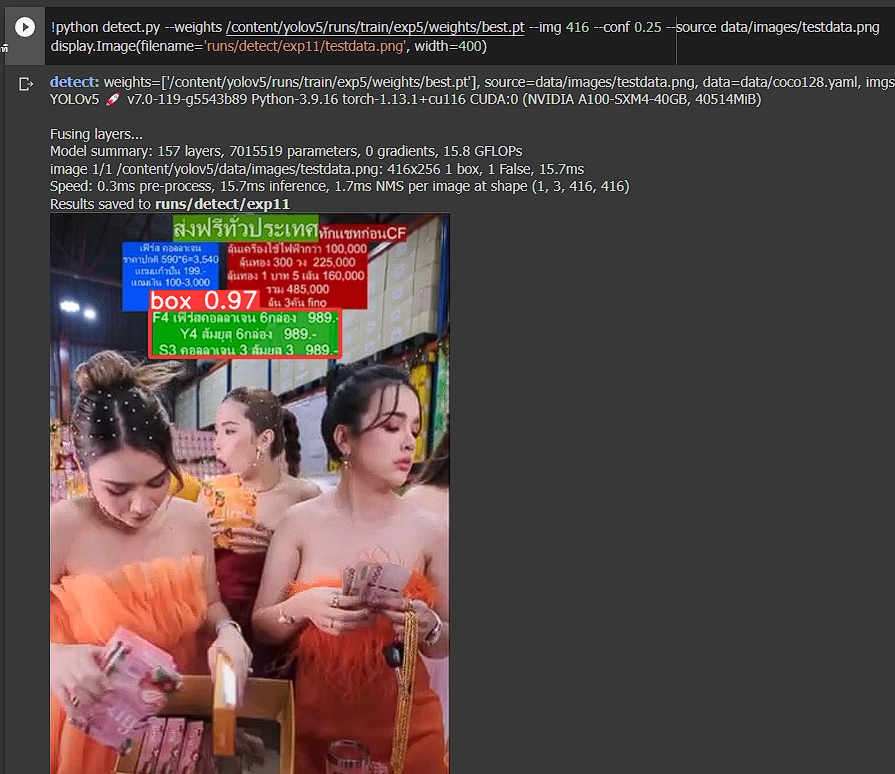 !python detect.py --weights /content/yolov5/runs/train/exp5/weights/best.pt --img 416 --conf 0.25 --source data/images/testdata.png
display.Image(filename='runs/detect/exp11/testdata.png', width=400)
detect: weights=['/content/yolov5/runs/train/exp5/weights/best.pt'], source=data/images/testdata.png, data=data/coco128.yaml, imgs
YOLOv5 🚀 v7.0-119-g5543b89 Python-3.9.16 torch-1.13.1+cu116 CUDA:0 (NVIDIA A100-SXM4-40GB, 40514MiB)
Fusing layers...
Model summary: 157 layers, 7015519 parameters, 0 gradients, 15.8 GFLOPs
image 1/1 /content/yolov5/data/images/testdata.png: 416x256 1 box, 1 False, 15.7ms
Speed: 0.3ms pre-process, 15.7ms inference, 1.7ms NMS per image at shape (1, 3, 416, 416)
Results saved to runs/detect/exp11
ส่งฟรีทั่วประเทศ
ทักแชทก่อนCF
เฟิร์ส คอลลาเจน
ราคาปกติ 590*6=3,540
แถมแก้วปั่น 199.-
แถมเงิน 100-3,000
ลุ้นเครื่องใช้ไฟฟ้ากว่า 100,000
ลุ้นทอง 300 วง 225,000
ลุ้นทอง 1 บาท 5 เส้น 160,000
รวม 485,000
ลุ้น 3คัน fino
box 0.97
F4 เฟิร์สคอลลาเจน 6กล่อง 989.-
Y4 ส้มยุสุ 6กล่อง 989.-
S3 คอลลาเจน 3 ส้มยุส 3 989.-